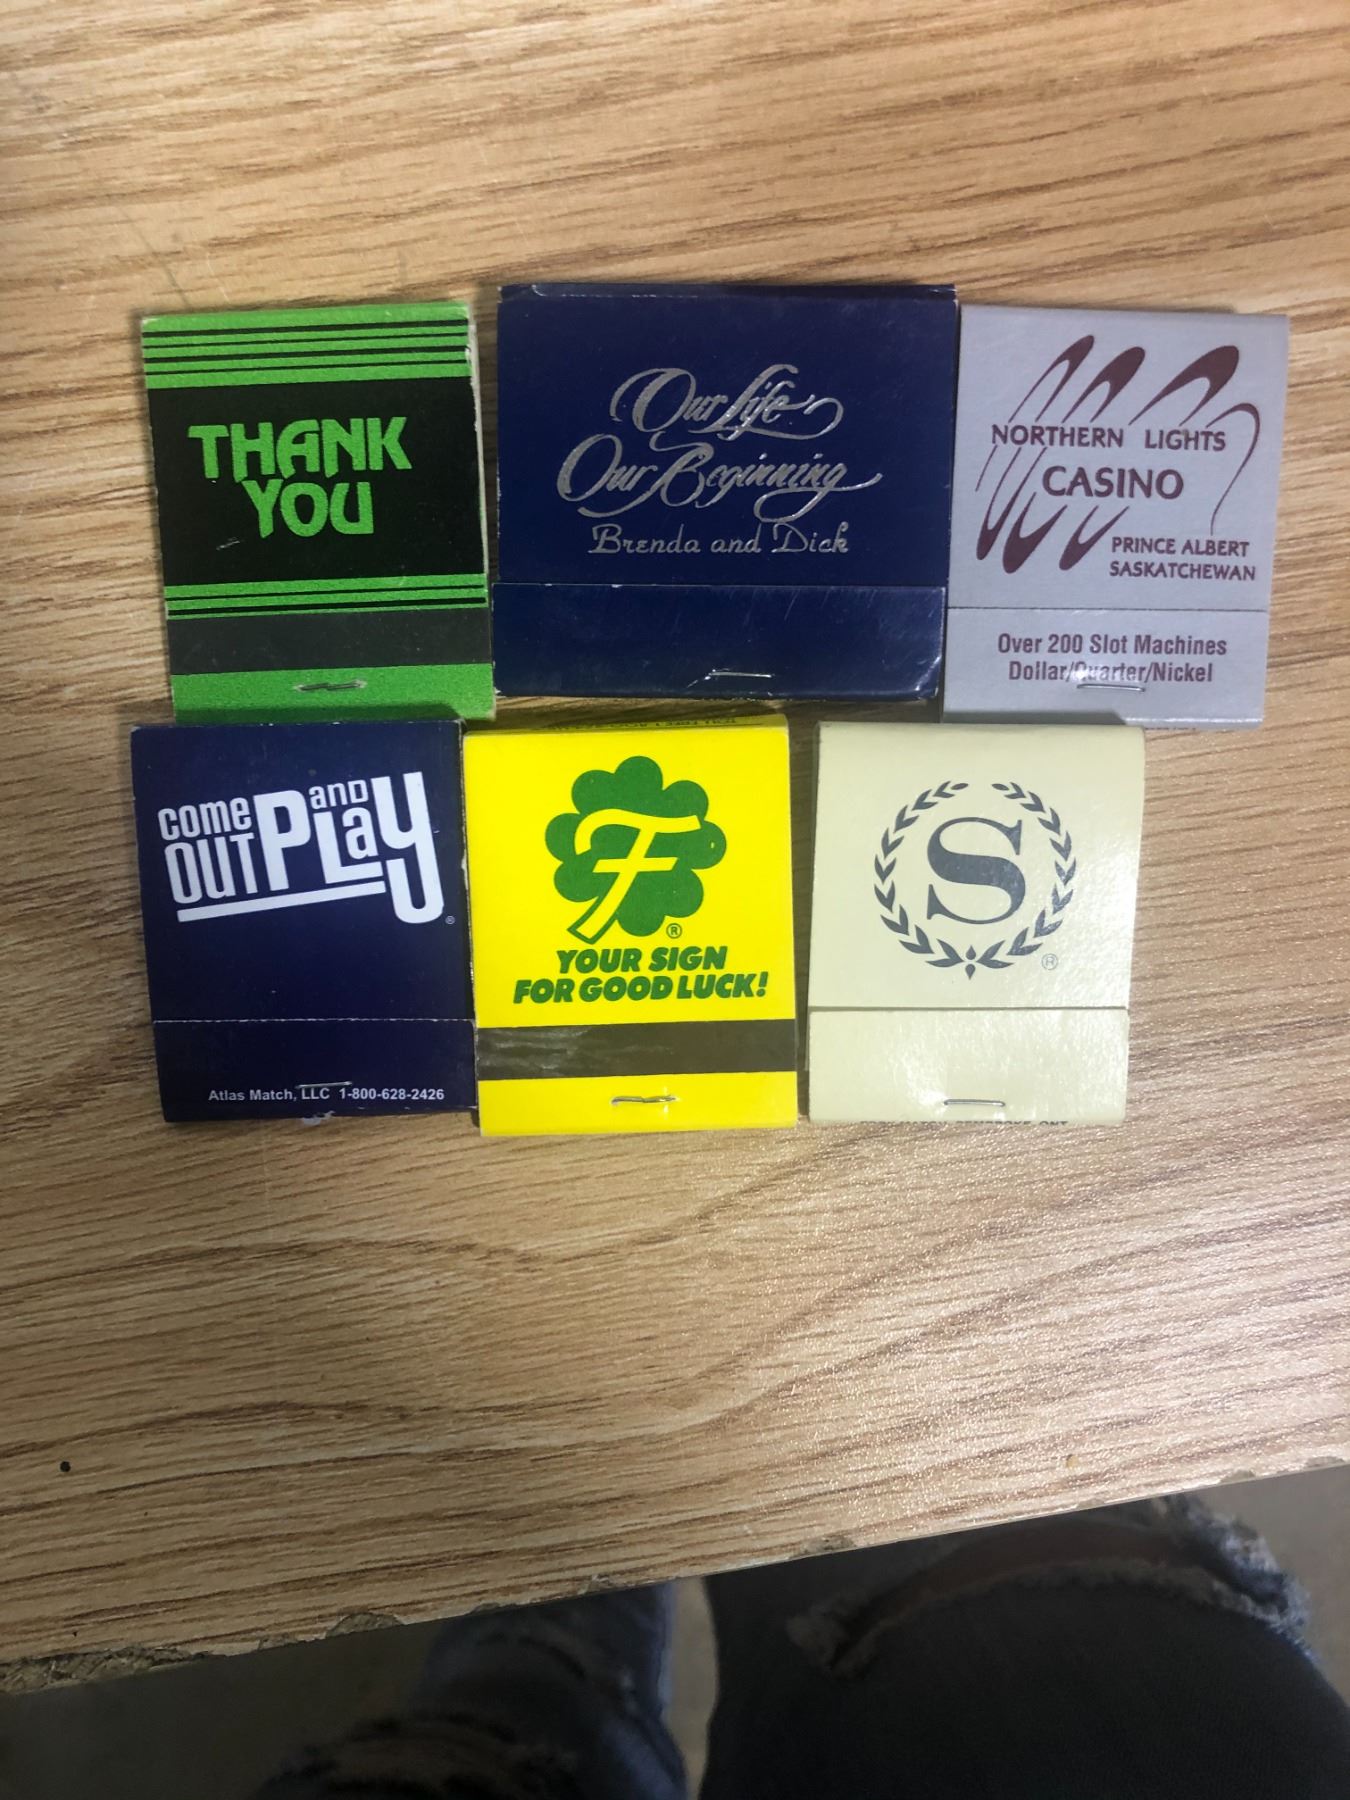 THANK
YOU
Our Life
Our Beginning
Brenda and Dick
NORTHERN LIGHTS
CASINO
PRINCE ALBERT
SASKATCHEWAN
Over 200 Slot Machines
Dollar/Quarter/Nickel
COME
OUT AND PLAY
®
Atlas Match, LLC 1-800-628-2426
F
®
YOUR SIGN
FOR GOOD LUCK!
S
®